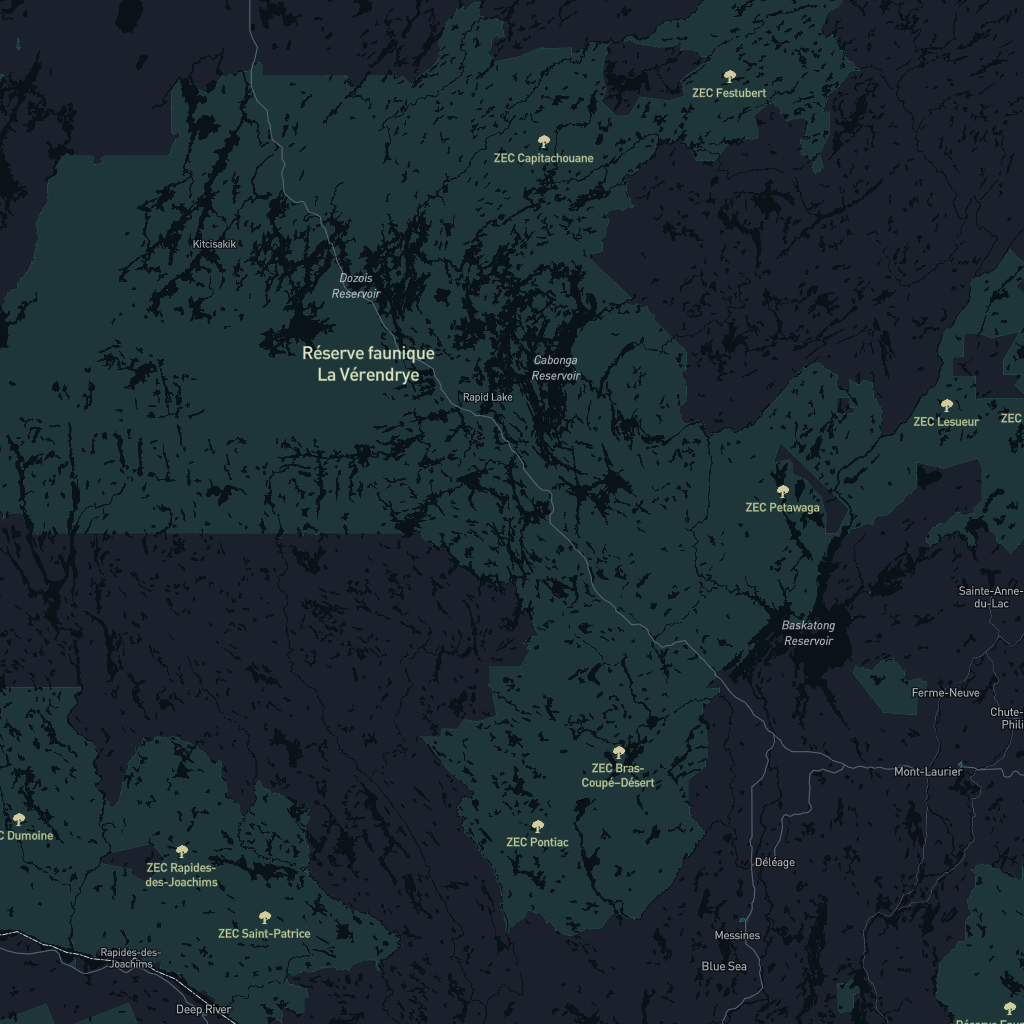 ZEC Festubert
ZEC Capitachouane
Kitcisakik
Dozois
Reservoir
Réserve faunique
La Vérendrye
Cabonga
Reservoir
Rapid Lake
ZEC Lesueur
ZEC
ZEC Petawaga
Sainte-Anne-
du-Lac
Baskatong
Reservoir
Ferme-Neuve
Chute-
Phili
ZEC Bras-
Coupé–Désert
Mont-Laurier
C Dumoine
ZEC Pontiac
ZEC Rapides-
des-Joachims
Déléage
ZEC Saint-Patrice
Messines
Rapides-des-
Joachims
Blue Sea
Deep River